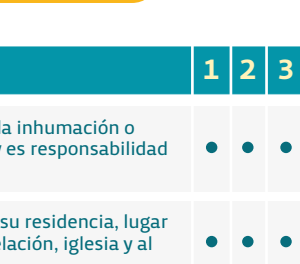 1 2 3
la inhumación o
y es responsabilidad
su residencia, lugar
elación, iglesia y al